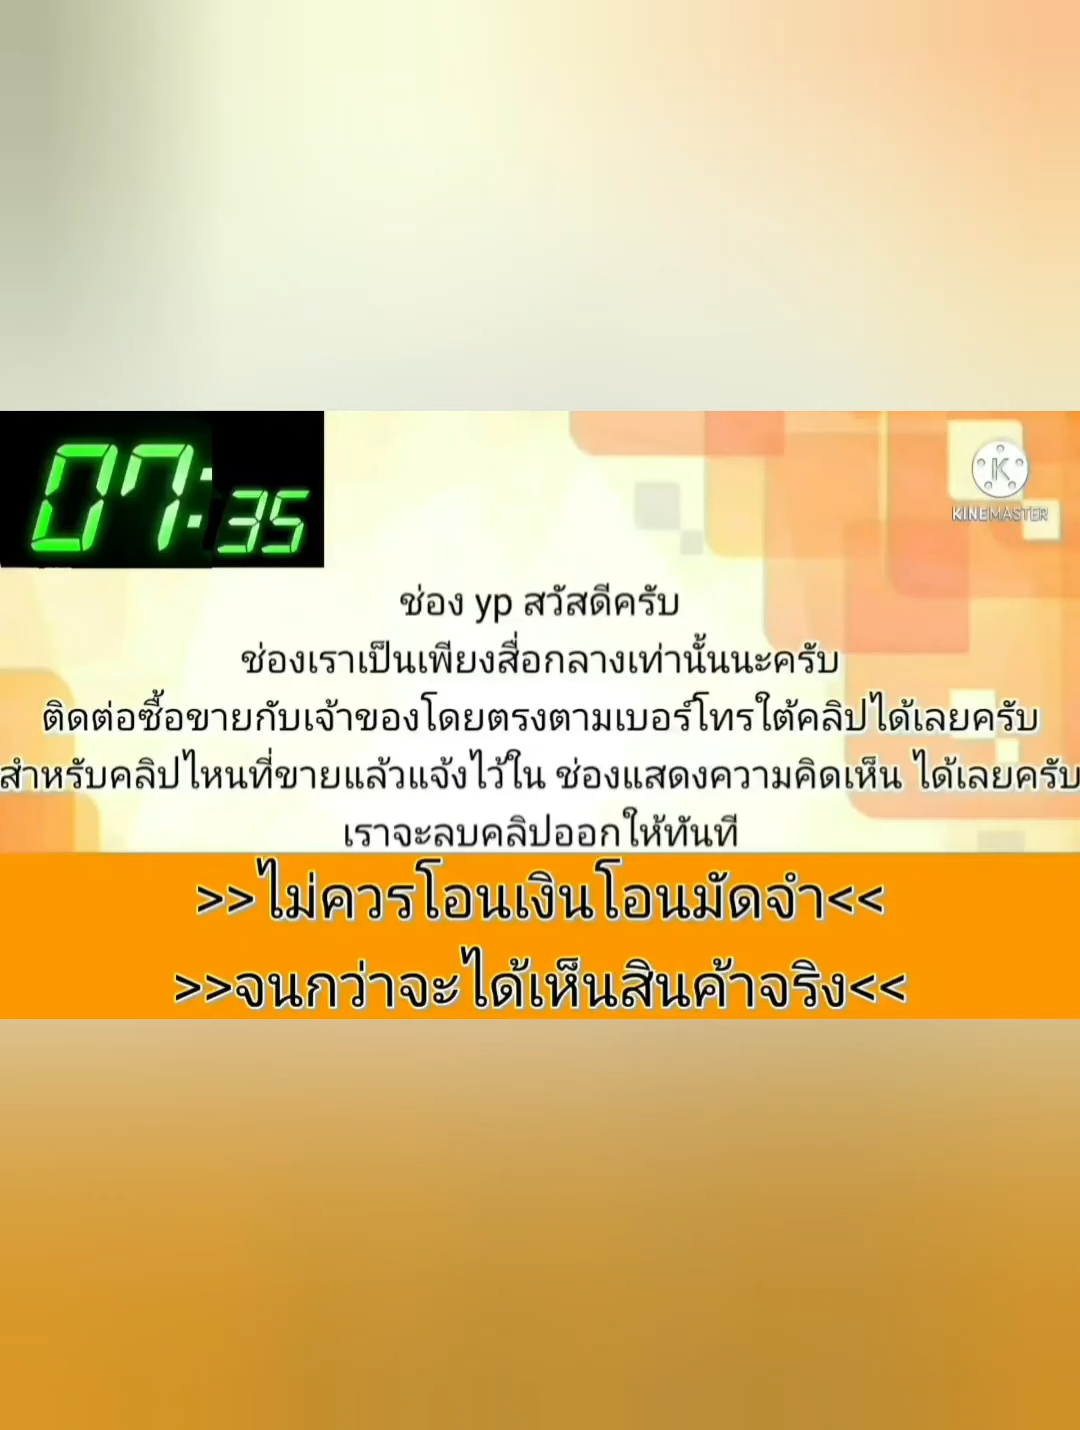 07:35
KINEMASTER
ช่อง yp สวัสดีครับ
ช่องเราเป็นเพียงสื่อกลางเท่านั้นนะครับ
ติดต่อซื้อขายกับเจ้าของโดยตรงตามเบอร์โทรใต้คลิปได้เลยครับ
สำหรับคลิปไหนที่ขายแล้วแจ้งไว้ใน ช่องแสดงความคิดเห็น ได้เลยครับ
เราจะลบคลิปออกให้ทันที
>>ไม่ควรโอนเงินโอนมัดจำ<<
>>จนกว่าจะได้เห็นสินค้าจริง<<